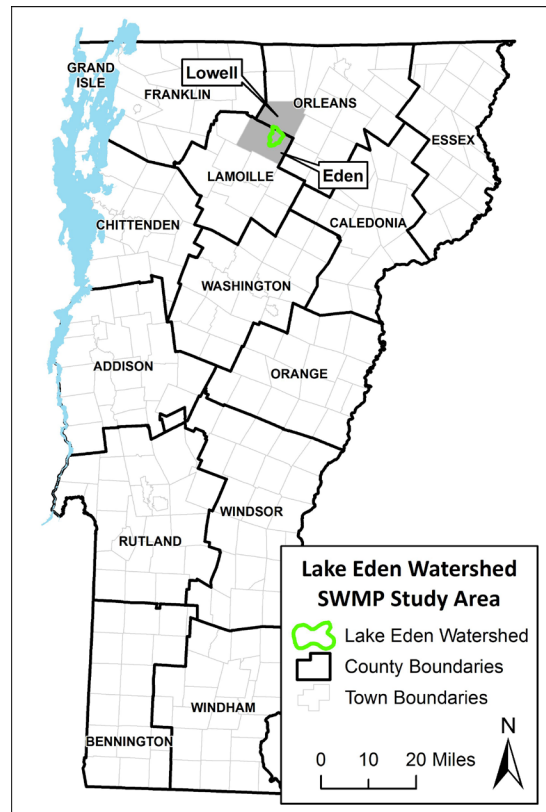 GRAND
ISLE
Lowell
FRANKLIN
ORLEANS
ESSEX
Eden
LAMOILLE
CHITTENDEN
CALEDONIA
WASHINGTON
ADDISON
ORANGE
WINDSOR
RUTLAND
Lake Eden Watershed
SWMP Study Area
Lake Eden Watershed
County Boundaries
Town Boundaries
WINDHAM
BENNINGTON
N
0 10 20 Miles